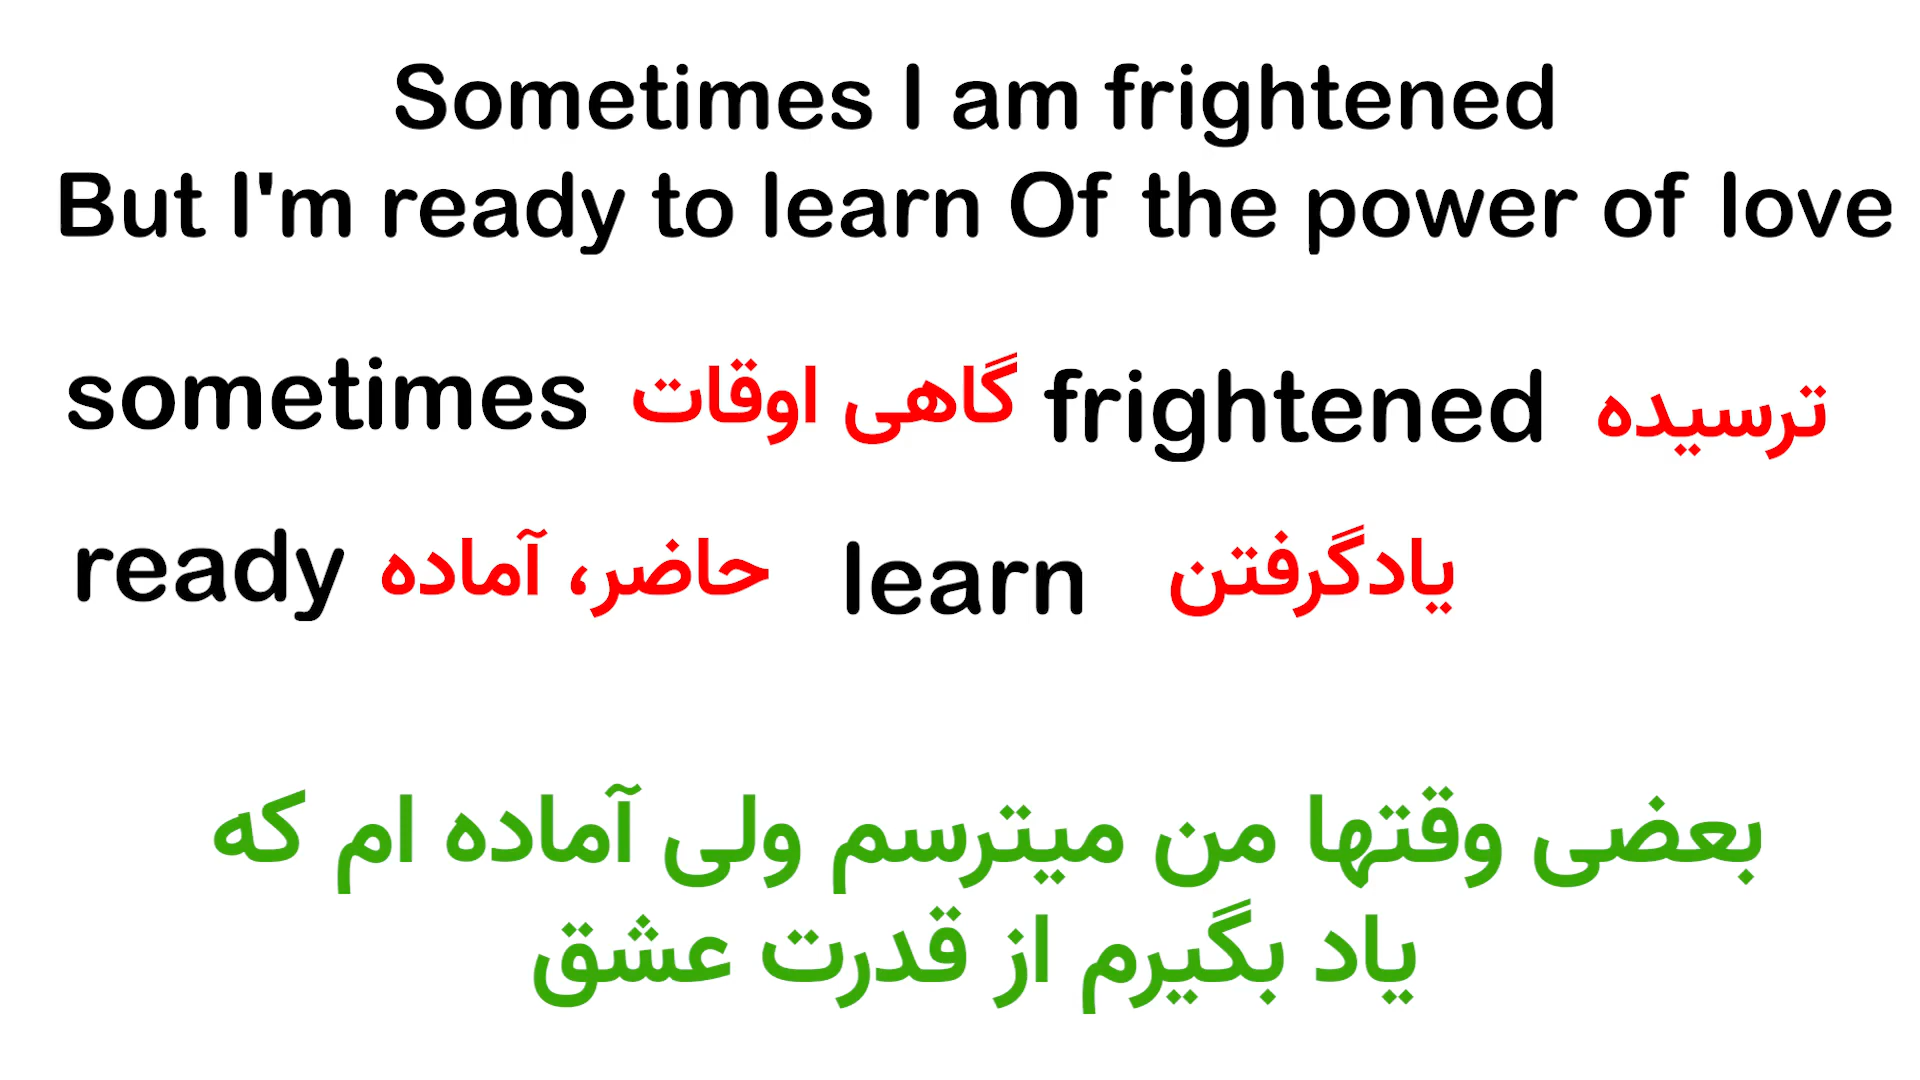 Sometimes I am frightened
But I'm ready to learn Of the power of love
sometimes گاهی اوقات frightened ترسیده
ready حاضر، آماده learn یادگرفتن
بعضی وقتها من میترسم ولی آماده ام که
یاد بگیرم از قدرت عشق